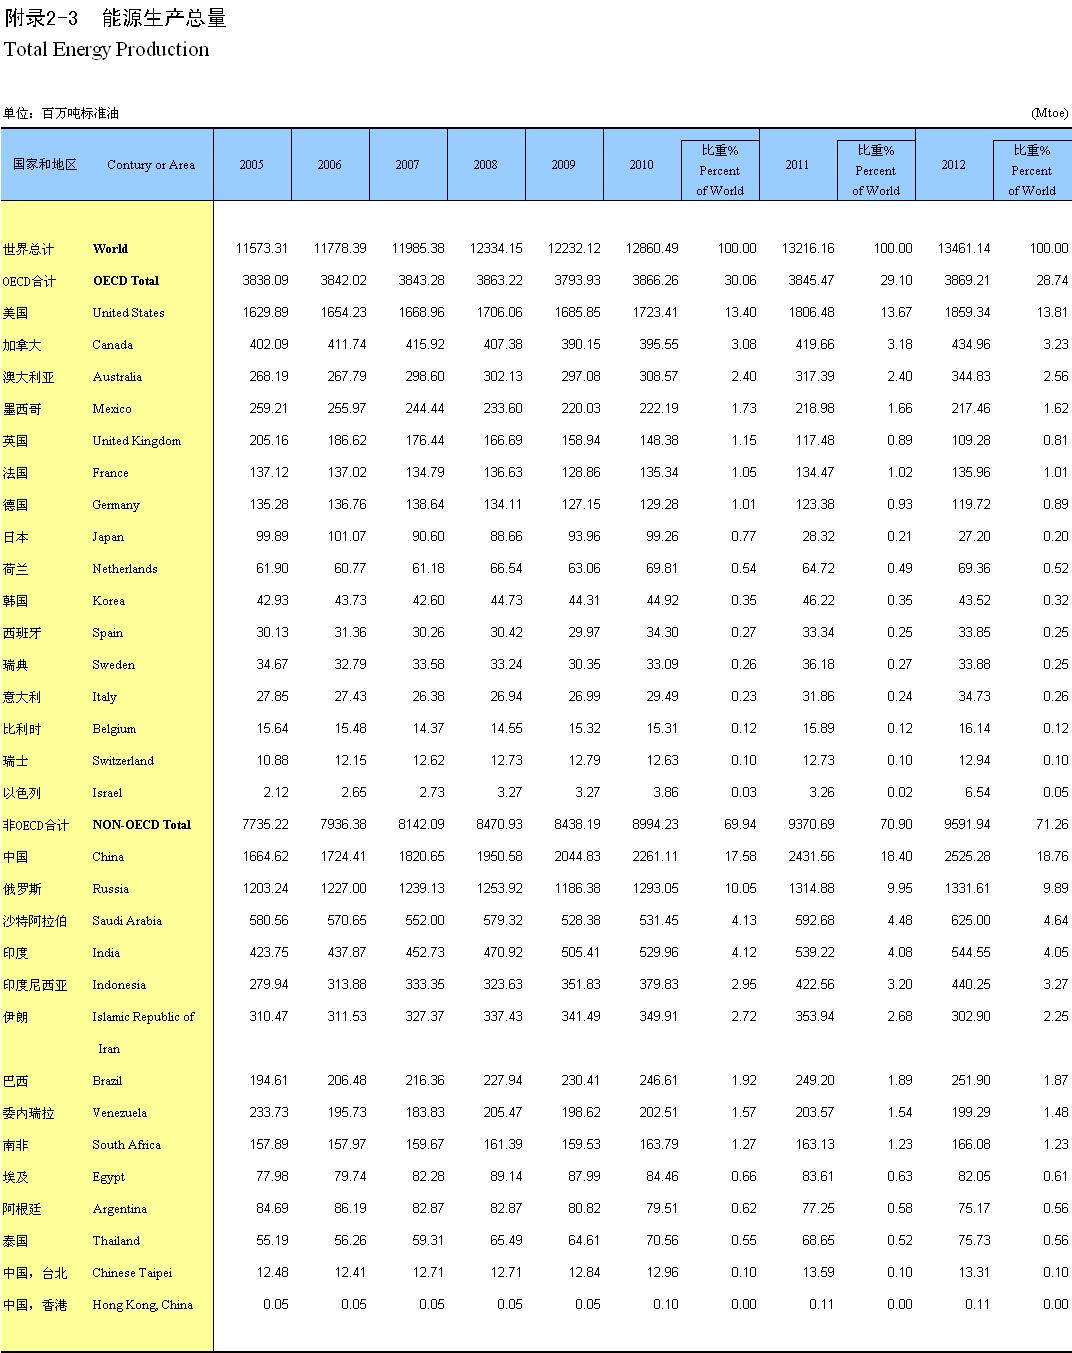 附录2-3 能源生产总量
Total Energy Production
单位：百万吨标准油 (Mtoe)
国家和地区 Contury or Area 2005 2006 2007 2008 2009 2010 比重% Percent of World 2011 比重% Percent of World 2012 比重% Percent of World
世界总计 World 11573.31 11778.39 11985.38 12334.15 12232.12 12860.49 100.00 13216.16 100.00 13461.14 100.00
OECD合计 OECD Total 3838.09 3842.02 3843.28 3863.22 3793.93 3866.26 30.06 3845.47 29.10 3869.21 28.74
美国 United States 1629.89 1654.23 1668.96 1706.06 1685.85 1723.41 13.40 1806.48 13.67 1859.34 13.81
加拿大 Canada 402.09 411.74 415.92 407.38 390.15 395.55 3.08 419.66 3.18 434.96 3.23
澳大利亚 Australia 268.19 267.79 298.60 302.13 297.08 308.57 2.40 317.39 2.40 344.83 2.56
墨西哥 Mexico 259.21 255.97 244.44 233.60 220.03 222.19 1.73 218.98 1.66 217.46 1.62
英国 United Kingdom 205.16 186.62 176.44 166.69 158.94 148.38 1.15 117.48 0.89 109.28 0.81
法国 France 137.12 137.02 134.79 136.63 128.86 135.34 1.05 134.47 1.02 135.96 1.01
德国 Germany 135.28 136.76 138.64 134.11 127.15 129.28 1.01 123.38 0.93 119.72 0.89
日本 Japan 99.89 101.07 90.60 88.66 93.96 99.26 0.77 28.32 0.21 27.20 0.20
荷兰 Netherlands 61.90 60.77 61.18 66.54 63.06 69.81 0.54 64.72 0.49 69.36 0.52
韩国 Korea 42.93 43.73 42.60 44.73 44.31 44.92 0.35 46.22 0.35 43.52 0.32
西班牙 Spain 30.13 31.36 30.26 30.42 29.97 34.30 0.27 33.34 0.25 33.85 0.25
瑞典 Sweden 34.67 32.79 33.58 33.24 30.35 33.09 0.26 36.18 0.27 33.88 0.25
意大利 Italy 27.85 27.43 26.38 26.94 26.99 29.49 0.23 31.86 0.24 34.73 0.26
比利时 Belgium 15.64 15.48 14.37 14.55 15.32 15.31 0.12 15.89 0.12 16.14 0.12
瑞士 Switzerland 10.88 12.15 12.62 12.73 12.79 12.63 0.10 12.73 0.10 12.94 0.10
以色列 Israel 2.12 2.65 2.73 3.27 3.27 3.86 0.03 3.26 0.02 6.54 0.05
非OECD合计 NON-OECD Total 7735.22 7936.38 8142.09 8470.93 8438.19 8994.23 69.94 9370.69 70.90 9591.94 71.26
中国 China 1664.62 1724.41 1820.65 1950.58 2044.83 2261.11 17.58 2431.56 18.40 2525.28 18.76
俄罗斯 Russia 1203.24 1227.00 1239.13 1253.92 1186.38 1293.05 10.05 1314.88 9.95 1331.61 9.89
沙特阿拉伯 Saudi Arabia 580.56 570.65 552.00 579.32 528.38 531.45 4.13 592.68 4.48 625.00 4.64
印度 India 423.75 437.87 452.73 470.92 505.41 529.96 4.12 539.22 4.08 544.55 4.05
印度尼西亚 Indonesia 279.94 313.88 333.35 323.63 351.83 379.83 2.95 422.56 3.20 440.25 3.27
伊朗 Islamic Republic of 310.47 311.53 327.37 337.43 341.49 349.91 2.72 353.94 2.68 302.90 2.25
Iran
巴西 Brazil 194.61 206.48 216.36 227.94 230.41 246.61 1.92 249.20 1.89 251.90 1.87
委内瑞拉 Venezuela 233.73 195.73 183.83 205.47 198.62 202.51 1.57 203.57 1.54 199.29 1.48
南非 South Africa 157.89 157.97 159.67 161.39 159.53 163.79 1.27 163.13 1.23 166.08 1.23
埃及 Egypt 77.98 79.74 82.28 89.14 87.99 84.46 0.66 83.61 0.63 82.05 0.61
阿根廷 Argentina 84.69 86.19 82.87 82.87 80.82 79.51 0.62 77.25 0.58 75.17 0.56
泰国 Thailand 55.19 56.26 59.31 65.49 64.61 70.56 0.55 68.65 0.52 75.73 0.56
中国，台北 Chinese Taipei 12.48 12.41 12.71 12.71 12.84 12.96 0.10 13.59 0.10 13.31 0.10
中国，香港 Hong Kong, China 0.05 0.05 0.05 0.05 0.05 0.10 0.00 0.11 0.00 0.11 0.00